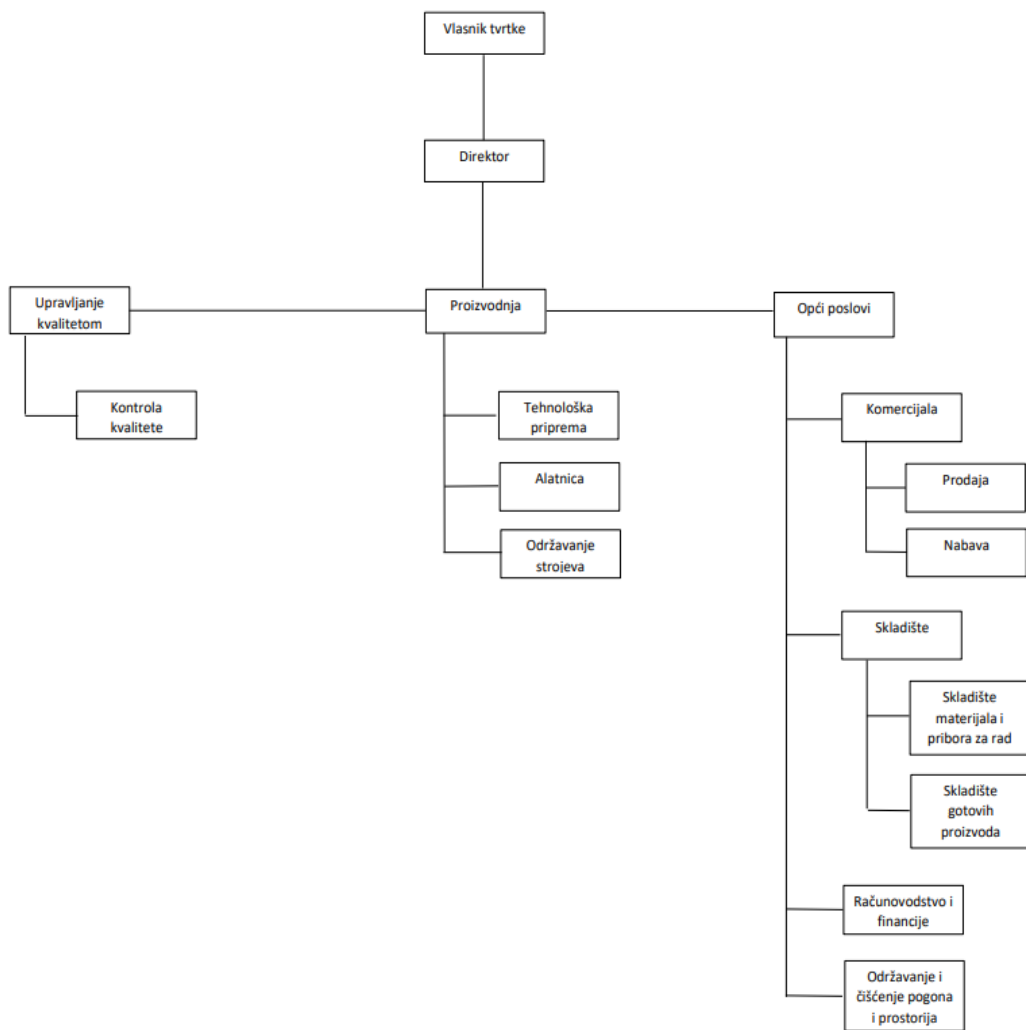 Vlasnik tvrtke
Direktor
Upravljanje
kvalitetom
Proizvodnja
Opći poslovi
Kontrola
kvalitete
Tehnološka
priprema
Alatnica
Održavanje
strojeva
Komercijala
Prodaja
Nabava
Skladište
Skladište
materijala i
pribora za rad
Skladište
gotovih
proizvoda
Računovodstvo i
financije
Održavanje i
čišćenje pogona
i prostorija